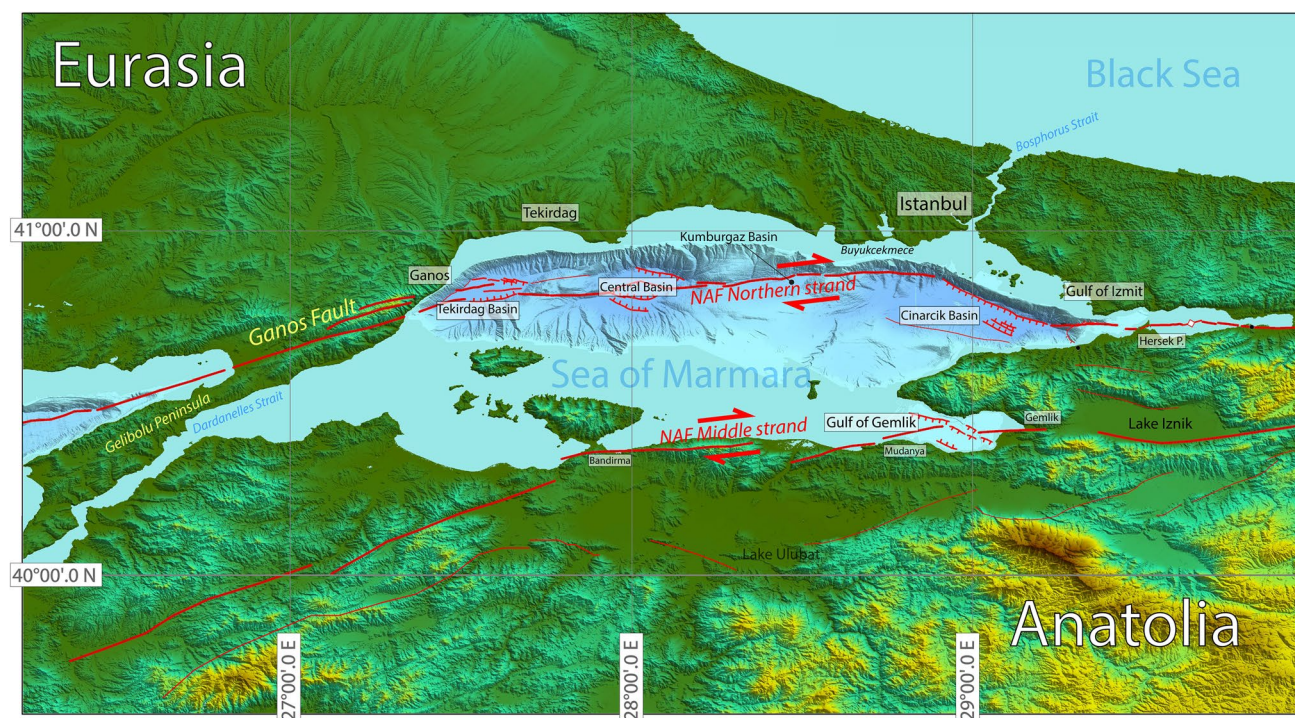 Eurasia
Black Sea
Bosphorus Strait
Istanbul
Tekirdag
41°00'.0 N
Kumburgaz Basin
Buyukcekmece
Ganos
Central Basin
NAF Northern strand
Gulf of Izmit
Ganos Fault
Tekirdag Basin
Cinarcik Basin
Hersek P.
Sea of Marmara
Gelibolu Peninsula
Dardanelles Strait
NAF Middle strand
Gulf of Gemlik
Gemlik
Lake Iznik
Bandirma
Mudanya
Lake Ulubat
40°00'.0 N
Anatolia
27°00'.0 E
28°00'.0 E
29°00'.0 E